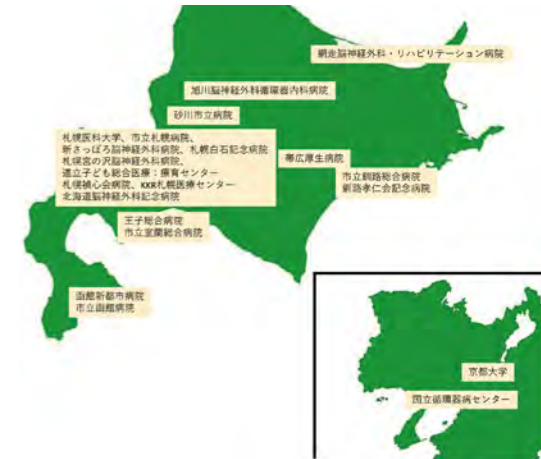 網走脳神経外科・リハビリテーション病院
旭川脳神経外科循環器内科病院
砂川市立病院
札幌医科大学、市立札幌病院、
新さっぽろ脳神経外科病院、札幌白石記念病院
札幌宮の沢脳神経外科病院、
道立子ども総合医療・療育センター
札幌禎心会病院、KKR札幌医療センター
北海道脳神経外科記念病院
帯広厚生病院
市立釧路総合病院
釧路孝仁会記念病院
王子総合病院
市立室蘭総合病院
函館新都市病院
市立函館病院
京都大学
国立循環器病センター